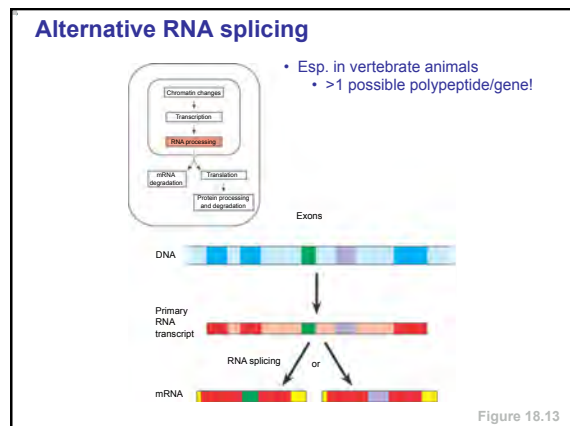 Alternative RNA splicing
• Esp. in vertebrate animals
• >1 possible polypeptide/gene!
Chromatin changes
Transcription
RNA processing
mRNA
degradation
Translation
Protein processing
and degradation
Exons
DNA
Primary
RNA
transcript
RNA splicing
or
mRNA
Figure 18.13